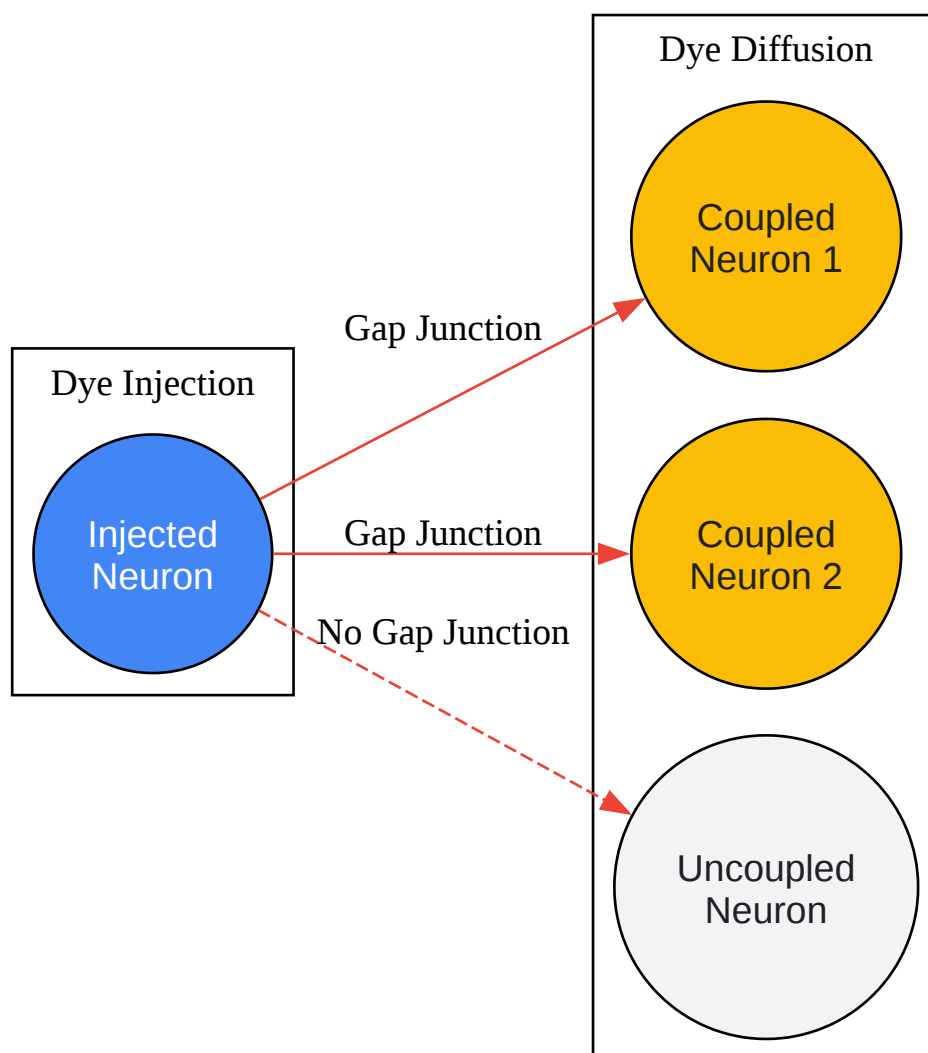 Dye Diffusion
Coupled
Neuron 1
Gap Junction
Dye Injection
Injected
Neuron
Gap Junction
Coupled
Neuron 2
No Gap Junction
Uncoupled
Neuron